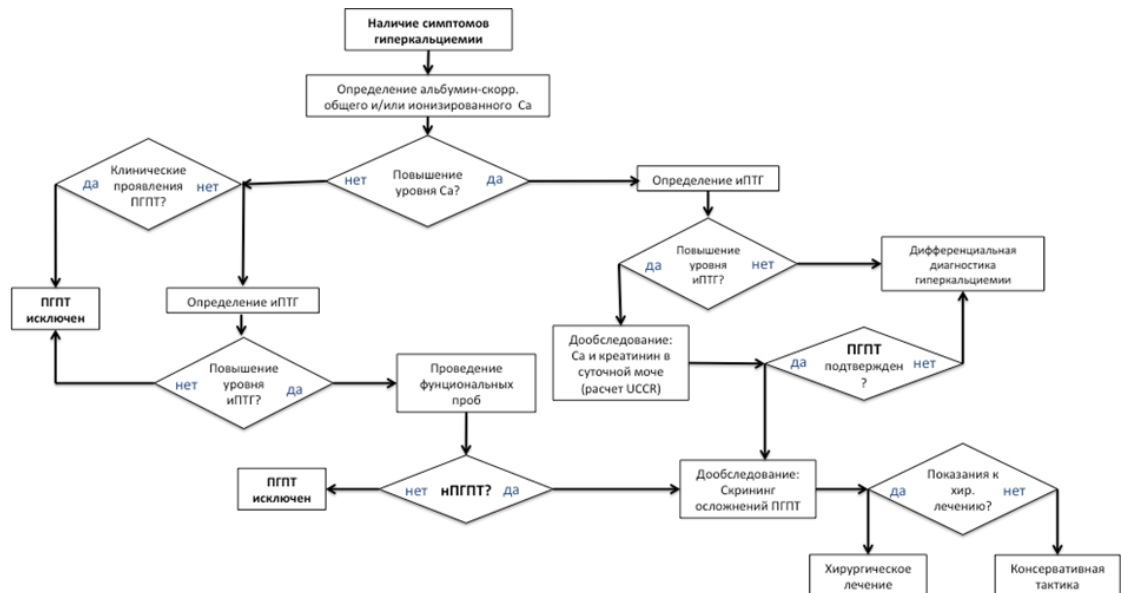 Наличие симптомов
гиперкальциемии
Определение альбумин-скорр.
общего и/или ионизированного Ca
Клинические
проявления
ПГПТ?
да
нет
Повышение
уровня Ca?
нет
да
Определение иПТГ
Повышение
уровня
иПТГ?
да
нет
Дифференциальная
диагностика
гиперкальциемии
ПГПТ
исключен
Определение иПТГ
Дообследование:
Ca и креатинин в
суточной моче
(расчет UCCR)
ПГПТ
подтвержден
?
да
нет
Повышение
уровня
иПТГ?
нет
да
Проведение
фунциональных
проб
ПГПТ
исключен
нПГПТ?
нет
да
Дообследование:
Скрининг
осложнений ПГПТ
Показания к
хир.
лечению?
да
нет
Хирургическое
лечение
Консервативная
тактика